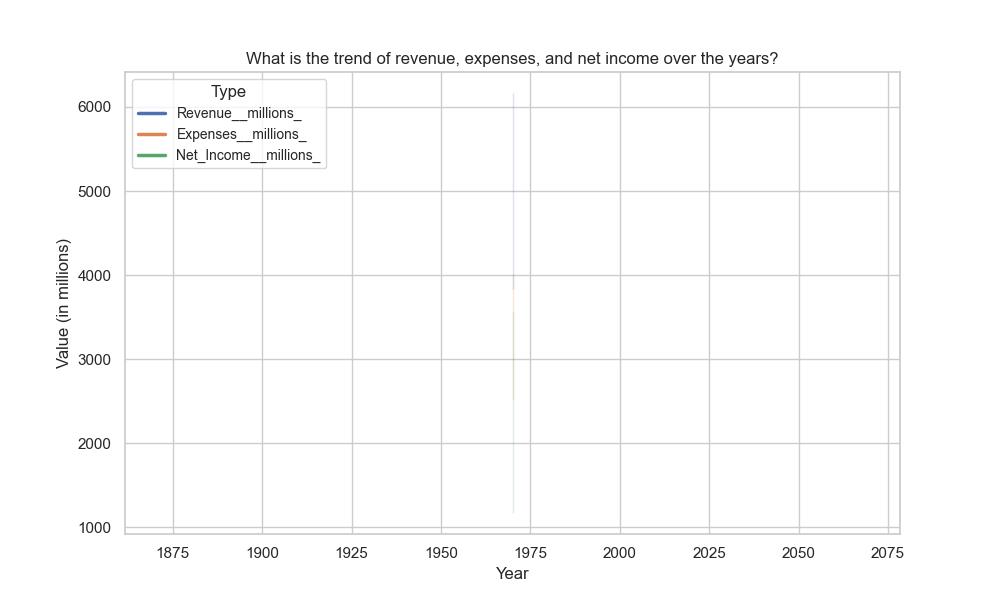 What is the trend of revenue, expenses, and net income over the years?
Type
Revenue__millions_
Expenses__millions_
Net_Income__millions_
Value (in millions)
6000
5000
4000
3000
2000
1000
1875 1900 1925 1950 1975 2000 2025 2050 2075
Year